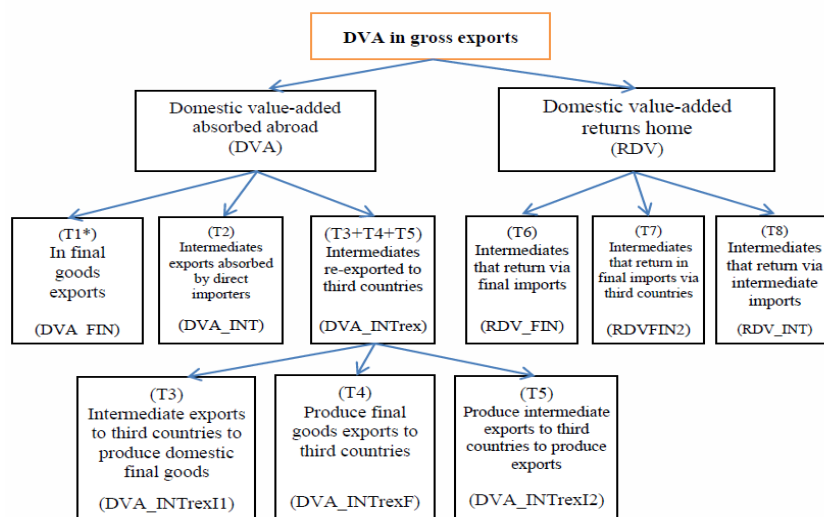 DVA in gross exports
Domestic value-added
absorbed abroad
(DVA)
Domestic value-added
returns home
(RDV)
(T1*)
In final
goods
exports
(DVA_FIN)
(T2)
Intermediates
exports absorbed
by direct
importers
(DVA_INT)
(T3+T4+T5)
Intermediates
re-exported to
third countries
(DVA_INTrex)
(T6)
Intermediates
that return via
final imports
(RDV_FIN)
(T7)
Intermediates
that return in
final imports via
third countries
(RDVFIN2)
(T8)
Intermediates
that return via
intermediate
imports
(RDV_INT)
(T3)
Intermediate exports
to third countries to
produce domestic
final goods
(DVA_INTrexI1)
(T4)
Produce final
goods exports to
third countries
(DVA_INTrexF)
(T5)
Produce intermediate
exports to third
countries to produce
exports
(DVA_INTrexI2)